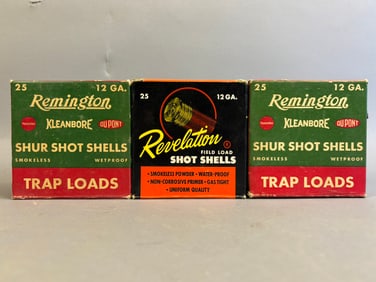 25 12 GA.
Remington
KLEANBORE DU PONT
SHUR SHOT SHELLS
SMOKELESS WETPROOF
TRAP LOADS
25 12 GA.
Revelation
FIELD LOAD
SHOT SHELLS
• SMOKELESS POWDER • WATER-PROOF
• NON-CORROSIVE PRIMER • GAS TIGHT
• UNIFORM QUALITY
25 12 GA.
Remington
KLEANBORE DU PONT
SHUR SHOT SHELLS
SMOKELESS WETPROOF
TRAP LOADS